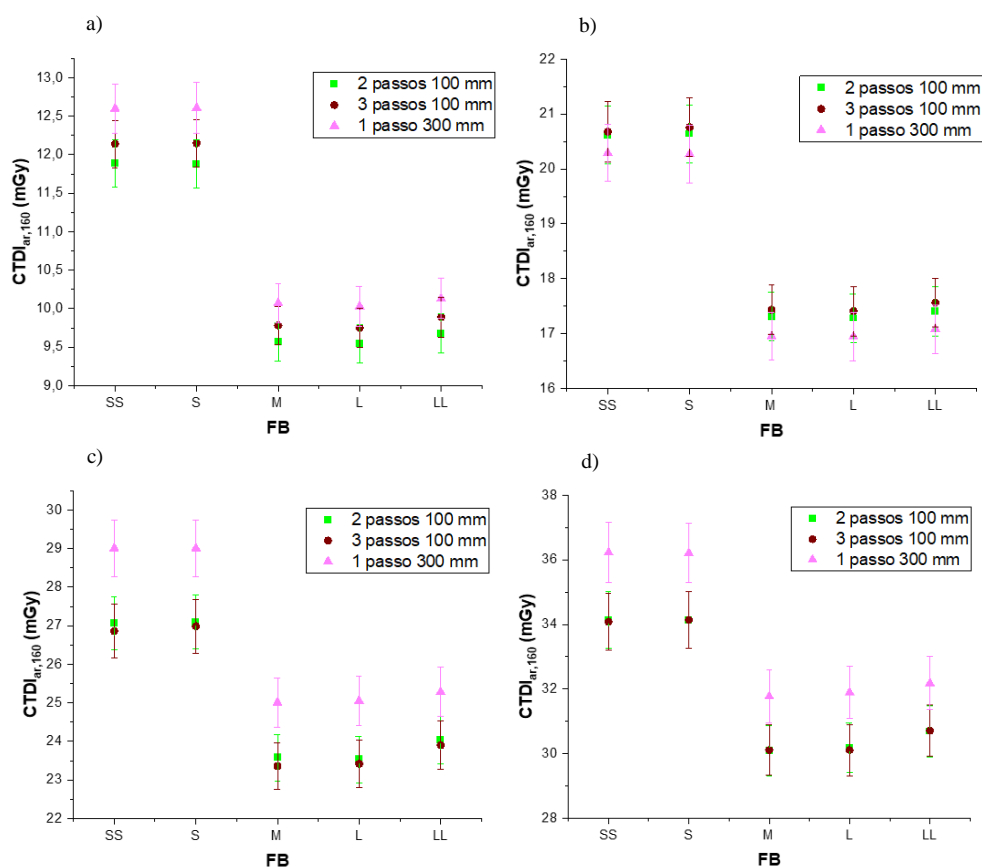 a)
13,0
12,5
12,0
11,5
11,0
10,5
10,0
9,5
9,0
CTDI_ar,160 (mGy)
2 passos 100 mm
3 passos 100 mm
1 passo 300 mm
SS S M L LL
FB
b)
22
21
20
19
18
17
16
CTDI_ar,160 (mGy)
2 passos 100 mm
3 passos 100 mm
1 passo 300 mm
SS S M L LL
FB
c)
30
29
28
27
26
25
24
23
22
CTDI_ar,160 (mGy)
2 passos 100 mm
3 passos 100 mm
1 passo 300 mm
SS S M L LL
FB
d)
38
36
34
32
30
28
CTDI_ar,160 (mGy)
2 passos 100 mm
3 passos 100 mm
1 passo 300 mm
SS S M L LL
FB